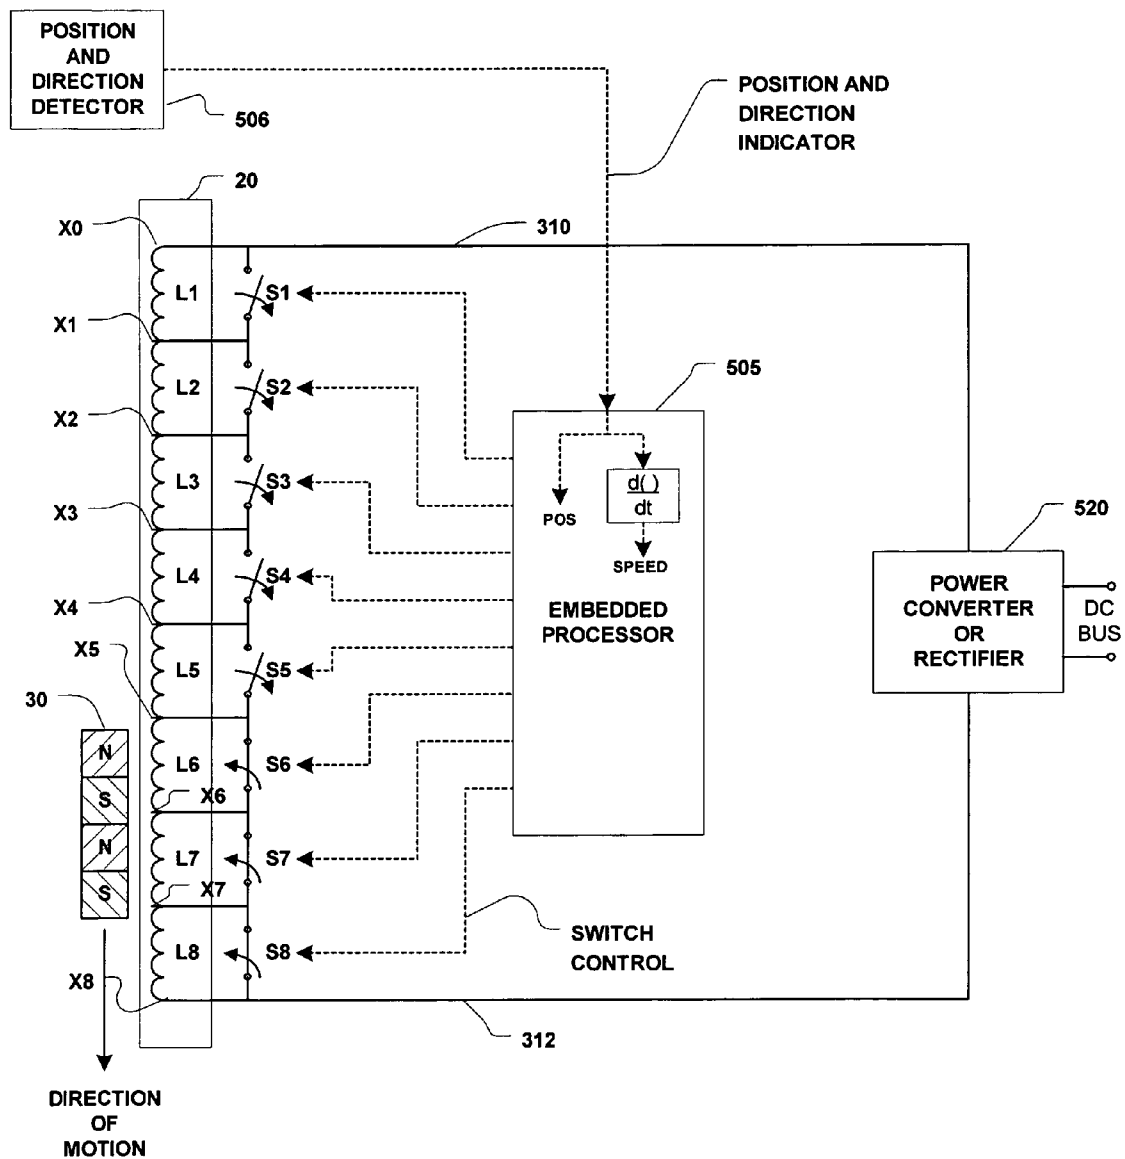 POSITION
AND
DIRECTION
DETECTOR
506
POSITION AND
DIRECTION
INDICATOR
20
X0
310
L1
S1
X1
L2
S2
505
X2
L3
S3
d( )
dt
POS
X3
SPEED
520
L4
S4
EMBEDDED
PROCESSOR
POWER
CONVERTER
OR
RECTIFIER
DC
BUS
X4
X5
L5
S5
30
N
S
N
S
L6
S6
X6
L7
S7
X7
L8
S8
SWITCH
CONTROL
X8
312
DIRECTION
OF
MOTION